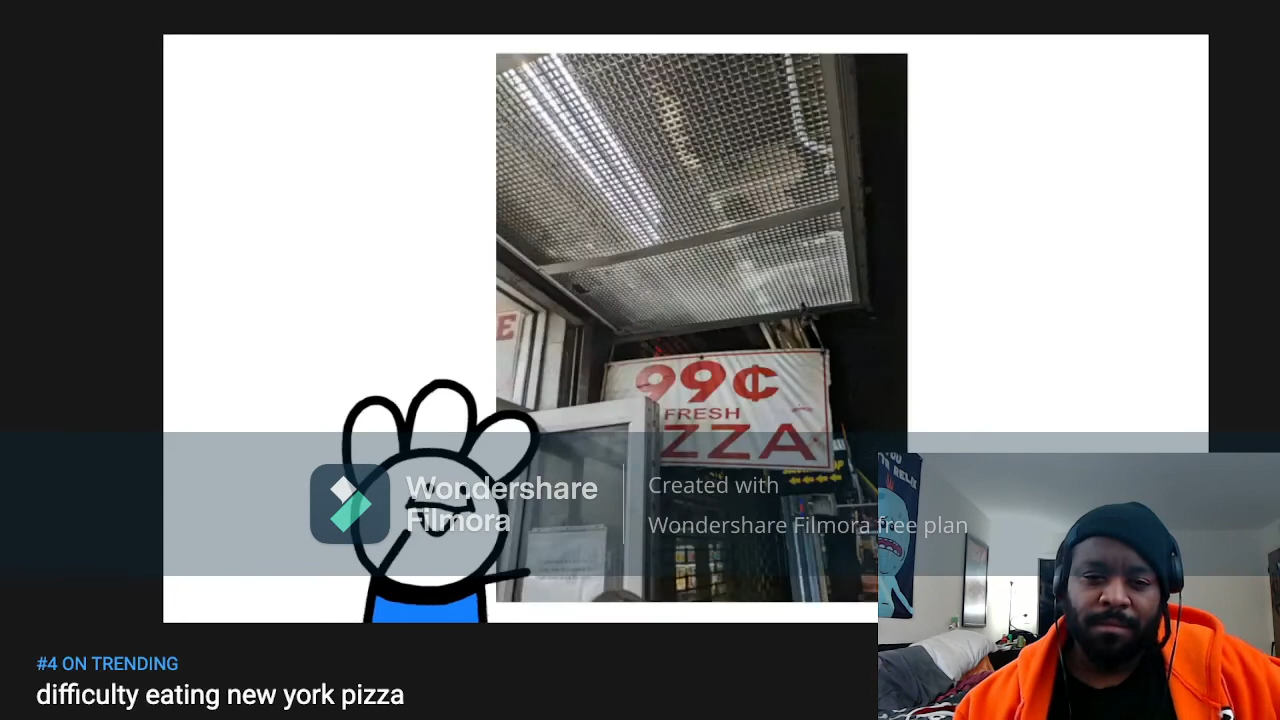 E
99¢
FRESH
ZZA
Wondershare
Filmora
Created with
Wondershare Filmora free plan
#4 ON TRENDING
difficulty eating new york pizza